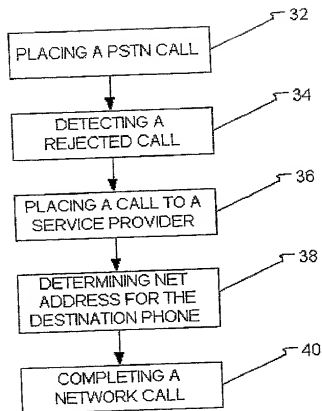 32
PLACING A PSTN CALL
34
DETECTING A
REJECTED CALL
36
PLACING A CALL TO A
SERVICE PROVIDER
38
DETERMINING NET
ADDRESS FOR THE
DESTINATION PHONE
40
COMPLETING A
NETWORK CALL